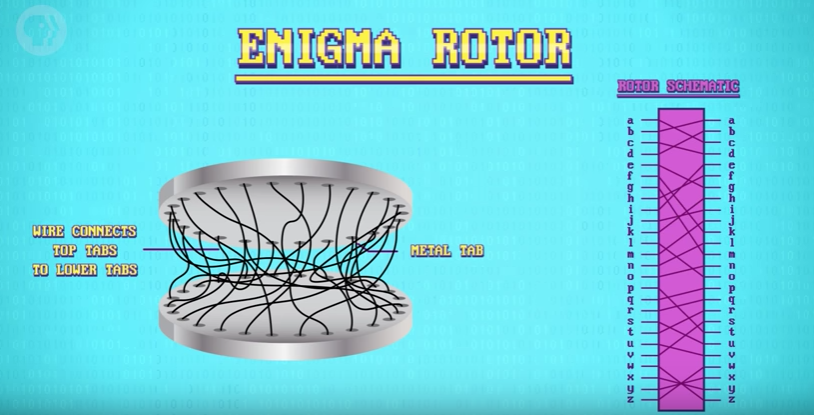 ENIGMA ROTOR
ROTOR SCHEMATIC
WIRE CONNECTS
TOP TABS
TO LOWER TABS
METAL TAB
a a
b b
c c
d d
e e
f f
g g
h h
i i
j j
k k
l l
m m
n n
o o
p p
q q
r r
s s
t t
u u
v v
w w
x x
y y
z z